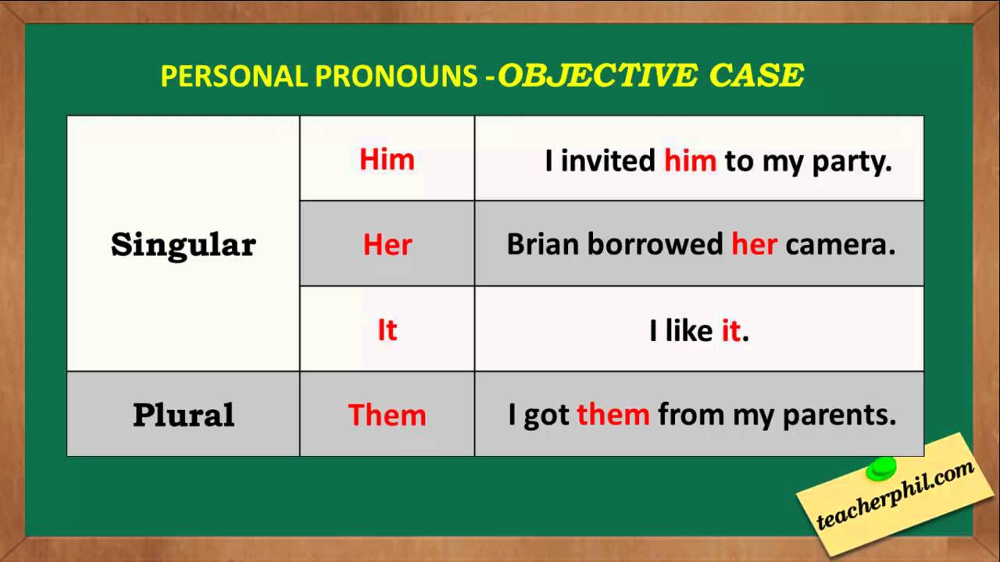 PERSONAL PRONOUNS -OBJECTIVE CASE
Singular
Him
I invited him to my party.
Her
Brian borrowed her camera.
It
I like it.
Plural
Them
I got them from my parents.
teacherphil.com